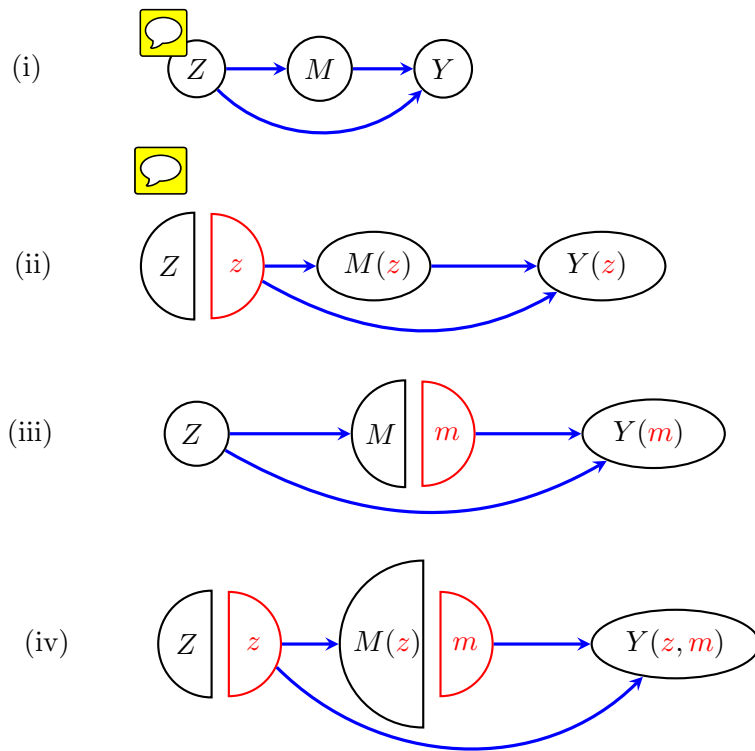 (i) Z M Y
(ii) Z z M(z) Y(z)
(iii) Z M m Y(m)
(iv) Z z M(z) m Y(z, m)